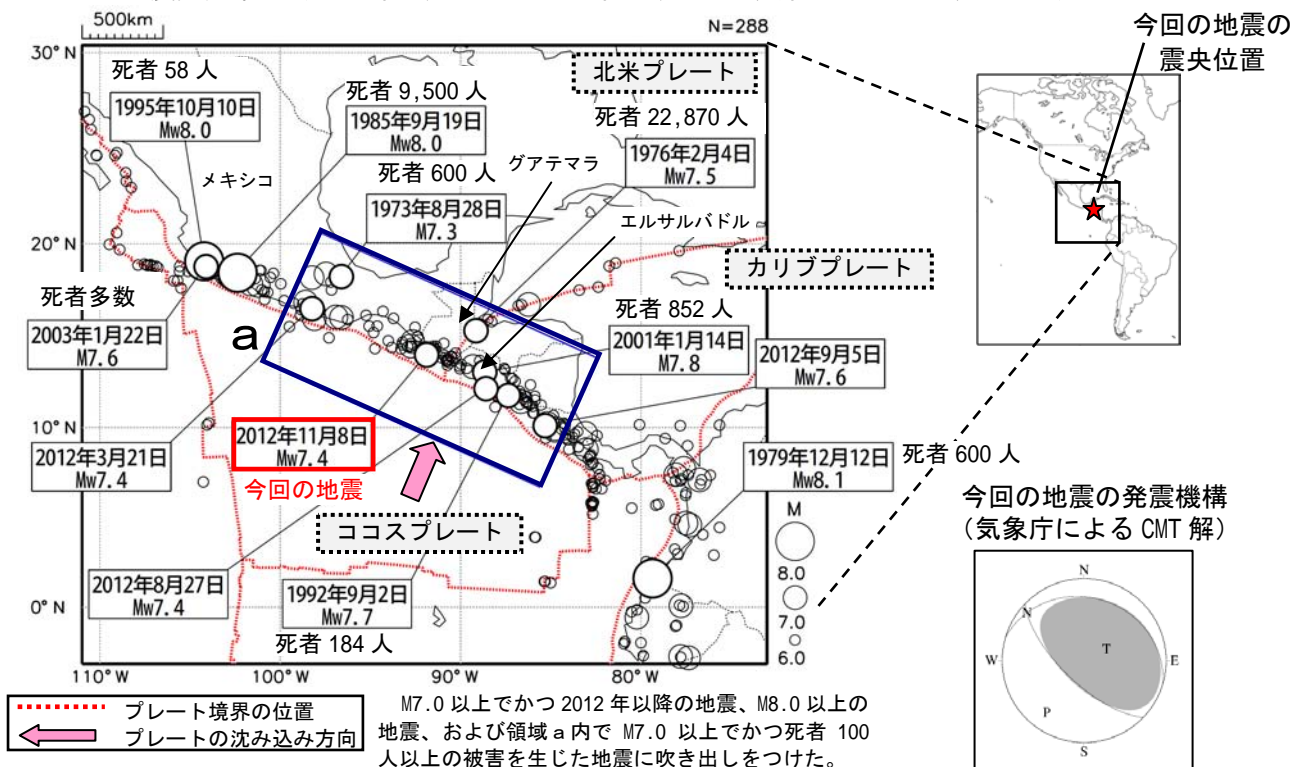 500km
N=288
30°N
20°N
10°N
0°N
110°W
100°W
90°W
80°W
北米プレート
カリブプレート
ココスプレート
死者 58 人
1995年10月10日
Mw8.0
死者 9,500 人
1985年9月19日
Mw8.0
死者 22,870 人
1976年2月4日
Mw7.5
死者 600 人
1973年8月28日
M7.3
メキシコ
グアテマラ
エルサルバドル
死者多数
2003年1月22日
M7.6
a
死者 852 人
2001年1月14日
M7.8
2012年9月5日
Mw7.6
2012年3月21日
Mw7.4
2012年11月8日
Mw7.4
今回の地震
1979年12月12日
Mw8.1
死者 600 人
2012年8月27日
Mw7.4
1992年9月2日
Mw7.7
死者 184 人
M
8.0
7.0
6.0
今回の地震の
震央位置
今回の地震の発震機構
(気象庁による CMT 解)
N
N
T
W
E
P
S
プレート境界の位置
プレートの沈み込み方向
M7.0 以上でかつ 2012 年以降の地震、M8.0 以上の
地震、および領域 a 内で M7.0 以上でかつ死者 100
人以上の被害を生じた地震に吹き出しをつけた。